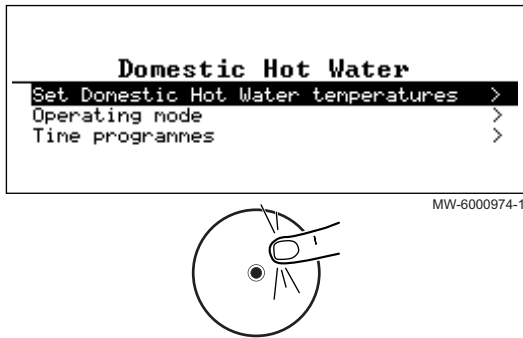 Domestic Hot Water
Set Domestic Hot Water temperatures >
Operating mode >
Time programmes >
MW-6000974-1